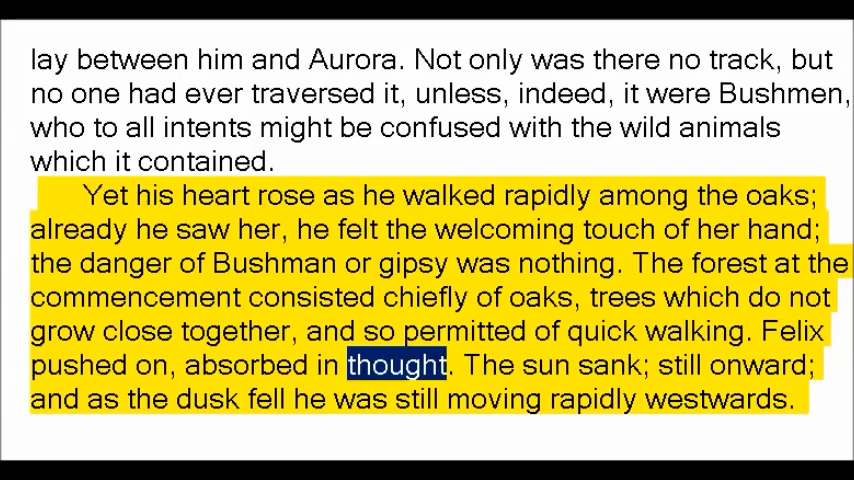 lay between him and Aurora. Not only was there no track, but
no one had ever traversed it, unless, indeed, it were Bushmen,
who to all intents might be confused with the wild animals
which it contained.
Yet his heart rose as he walked rapidly among the oaks;
already he saw her, he felt the welcoming touch of her hand;
the danger of Bushman or gipsy was nothing. The forest at the
commencement consisted chiefly of oaks, trees which do not
grow close together, and so permitted of quick walking. Felix
pushed on, absorbed in thought. The sun sank; still onward;
and as the dusk fell he was still moving rapidly westwards.